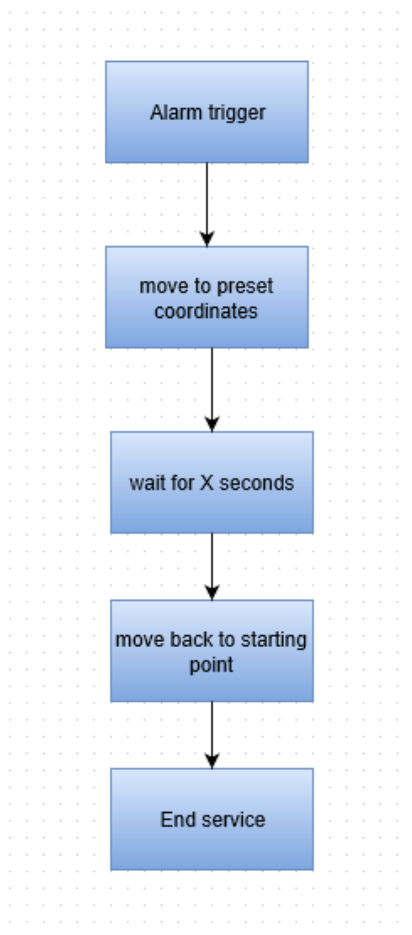 Alarm trigger
move to preset
coordinates
wait for X seconds
move back to starting
point
End service